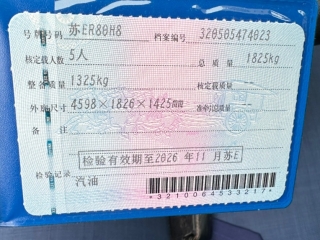 号牌号码 苏ER80H8 档案编号 320505474023
核定载人数 5人 总质量 1825kg
整备质量 1325kg 核定载质量
外廓尺寸 4598×1826×1425mm 准牵引总质量
备注
检验有效期至2026年11月苏E
检验记录 汽油
*3210064533217*